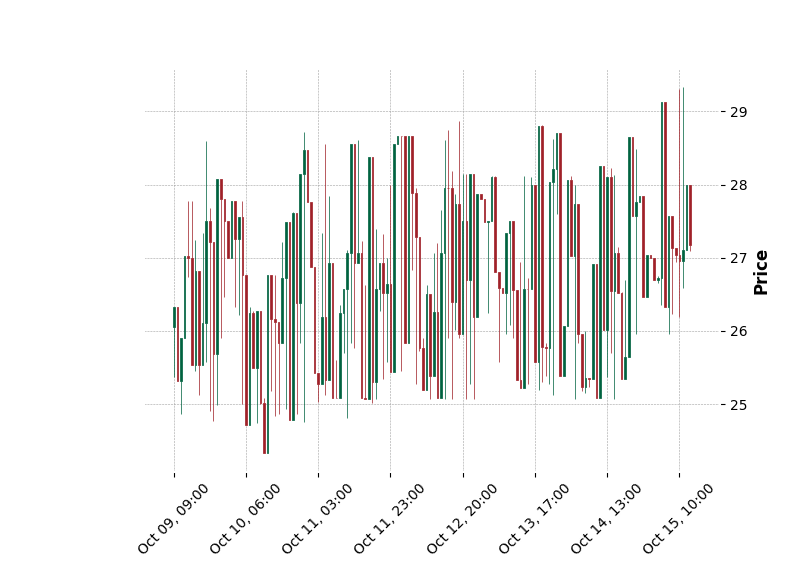 29
28
27
26
25
Price
Oct 09, 09:00
Oct 10, 06:00
Oct 11, 03:00
Oct 11, 23:00
Oct 12, 20:00
Oct 13, 17:00
Oct 14, 13:00
Oct 15, 10:00